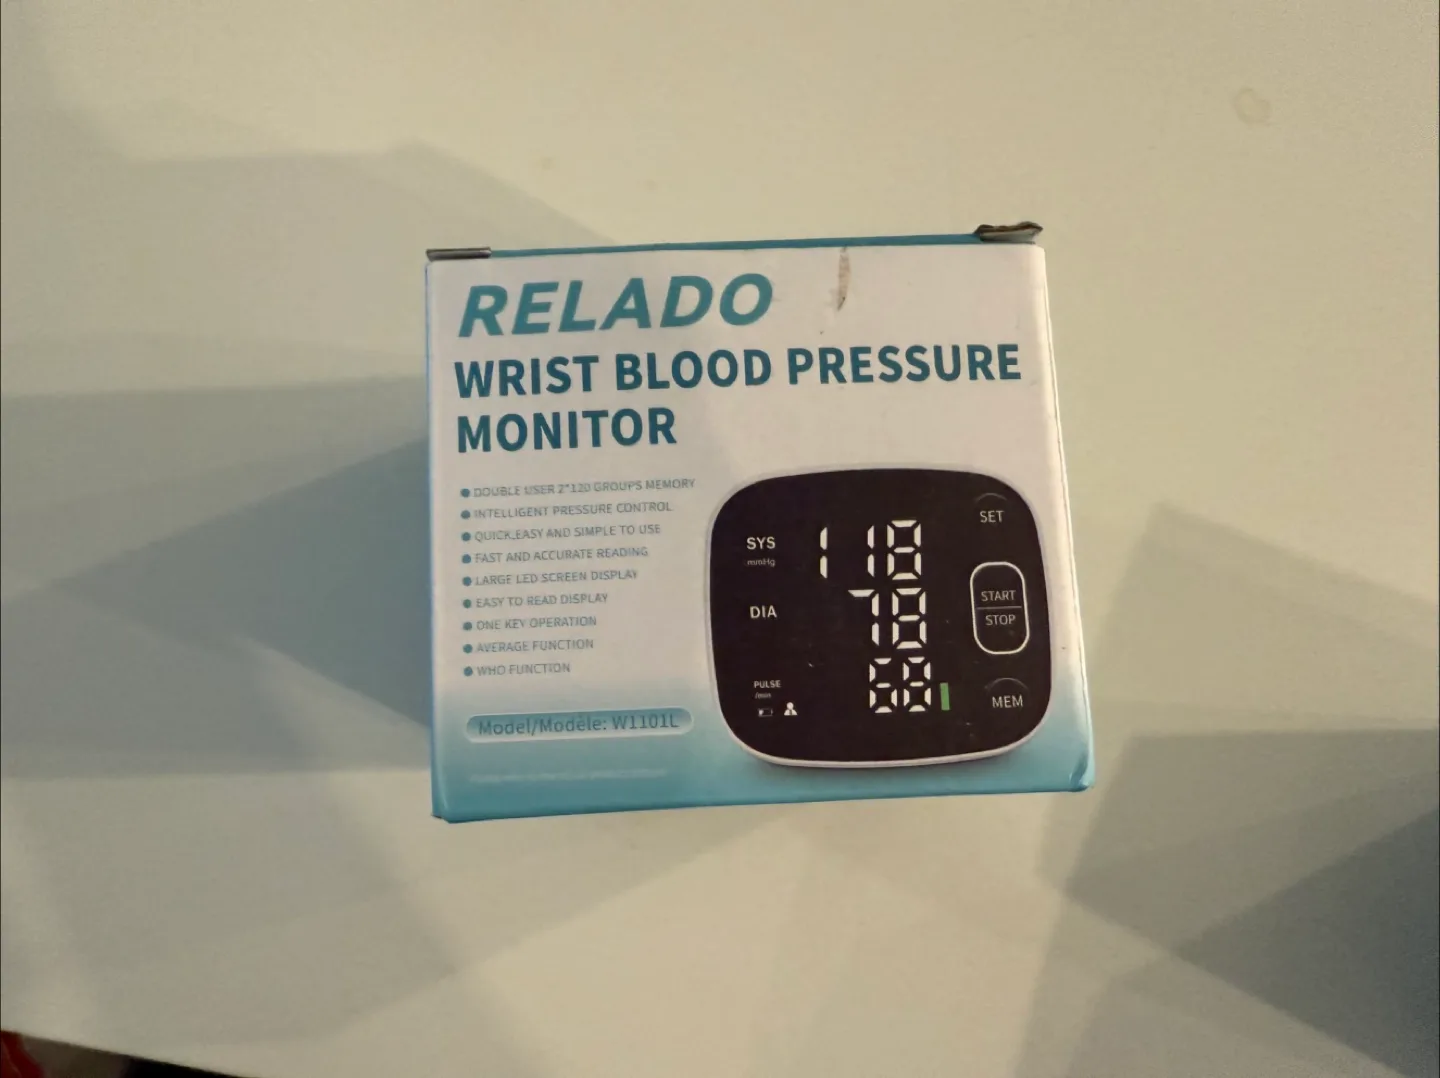 RELADO
WRIST BLOOD PRESSURE
MONITOR
DOUBLE USER 2*120 GROUPS MEMORY
INTELLIGENT PRESSURE CONTROL
QUICK,EASY AND SIMPLE TO USE
FAST AND ACCURATE READING
LARGE LED SCREEN DISPLAY
EASY TO READ DISPLAY
ONE KEY OPERATION
AVERAGE FUNCTION
WHO FUNCTION
Model/Modèle: W1101L
SYS
mmHg
118
DIA
78
PULSE
/min
68
SET
START
STOP
MEM